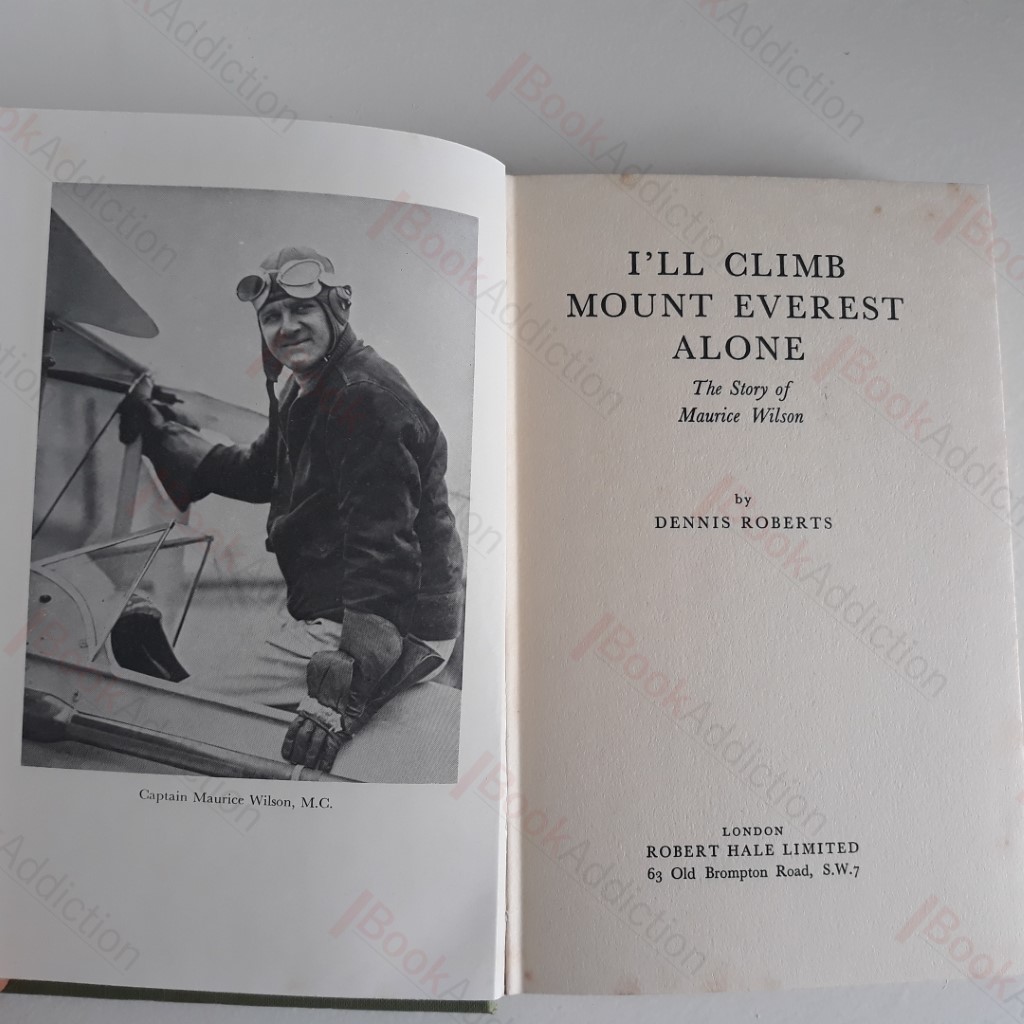 Captain Maurice Wilson, M.C.
I'LL CLIMB
MOUNT EVEREST
ALONE
The Story of
Maurice Wilson
by
DENNIS ROBERTS
LONDON
ROBERT HALE LIMITED
63 Old Brompton Road, S.W.7
BookAddiction